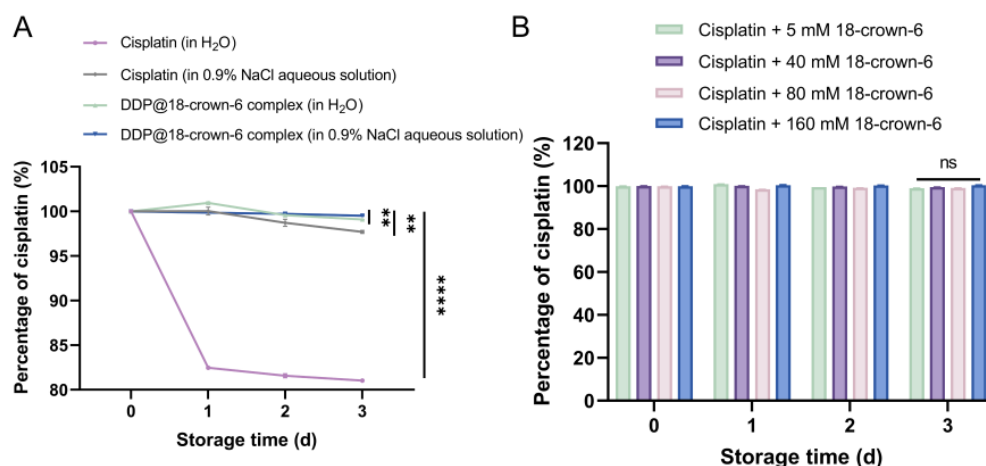 A
Cisplatin (in H₂O)
Cisplatin (in 0.9% NaCl aqueous solution)
DDP@18-crown-6 complex (in H₂O)
DDP@18-crown-6 complex (in 0.9% NaCl aqueous solution)
Percentage of cisplatin (%)
105
100
95
90
85
80
**
**
****
0 1 2 3
Storage time (d)
B
Cisplatin + 5 mM 18-crown-6
Cisplatin + 40 mM 18-crown-6
Cisplatin + 80 mM 18-crown-6
Cisplatin + 160 mM 18-crown-6
Percentage of cisplatin (%)
120
100
80
60
40
20
0
ns
0 1 2 3
Storage time (d)